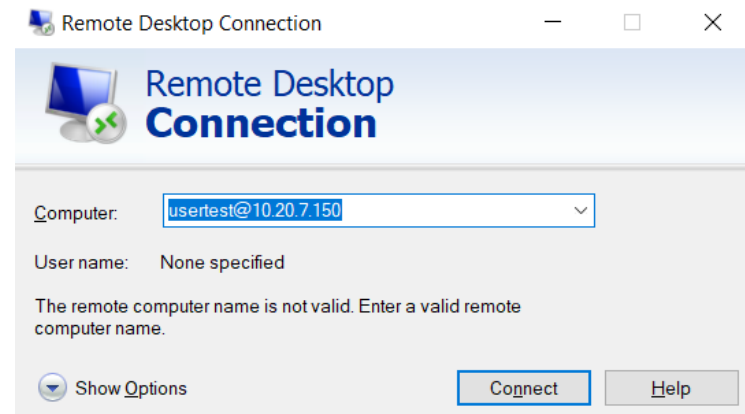 Remote Desktop Connection
Remote Desktop
Connection
Computer: usertest@10.20.7.150
User name: None specified
The remote computer name is not valid. Enter a valid remote
computer name.
Show Options Connect Help